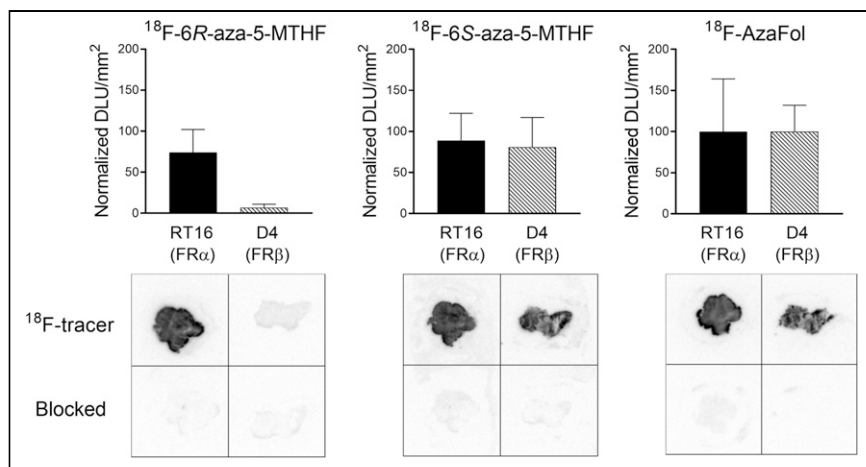 ¹⁸F-6R-aza-5-MTHF
Normalized DLU/mm²
200
150
100
50
0
RT16
(FRα)
D4
(FRβ)
¹⁸F-6S-aza-5-MTHF
Normalized DLU/mm²
200
150
100
50
0
RT16
(FRα)
D4
(FRβ)
¹⁸F-AzaFol
Normalized DLU/mm²
200
150
100
50
0
RT16
(FRα)
D4
(FRβ)
¹⁸F-tracer
Blocked